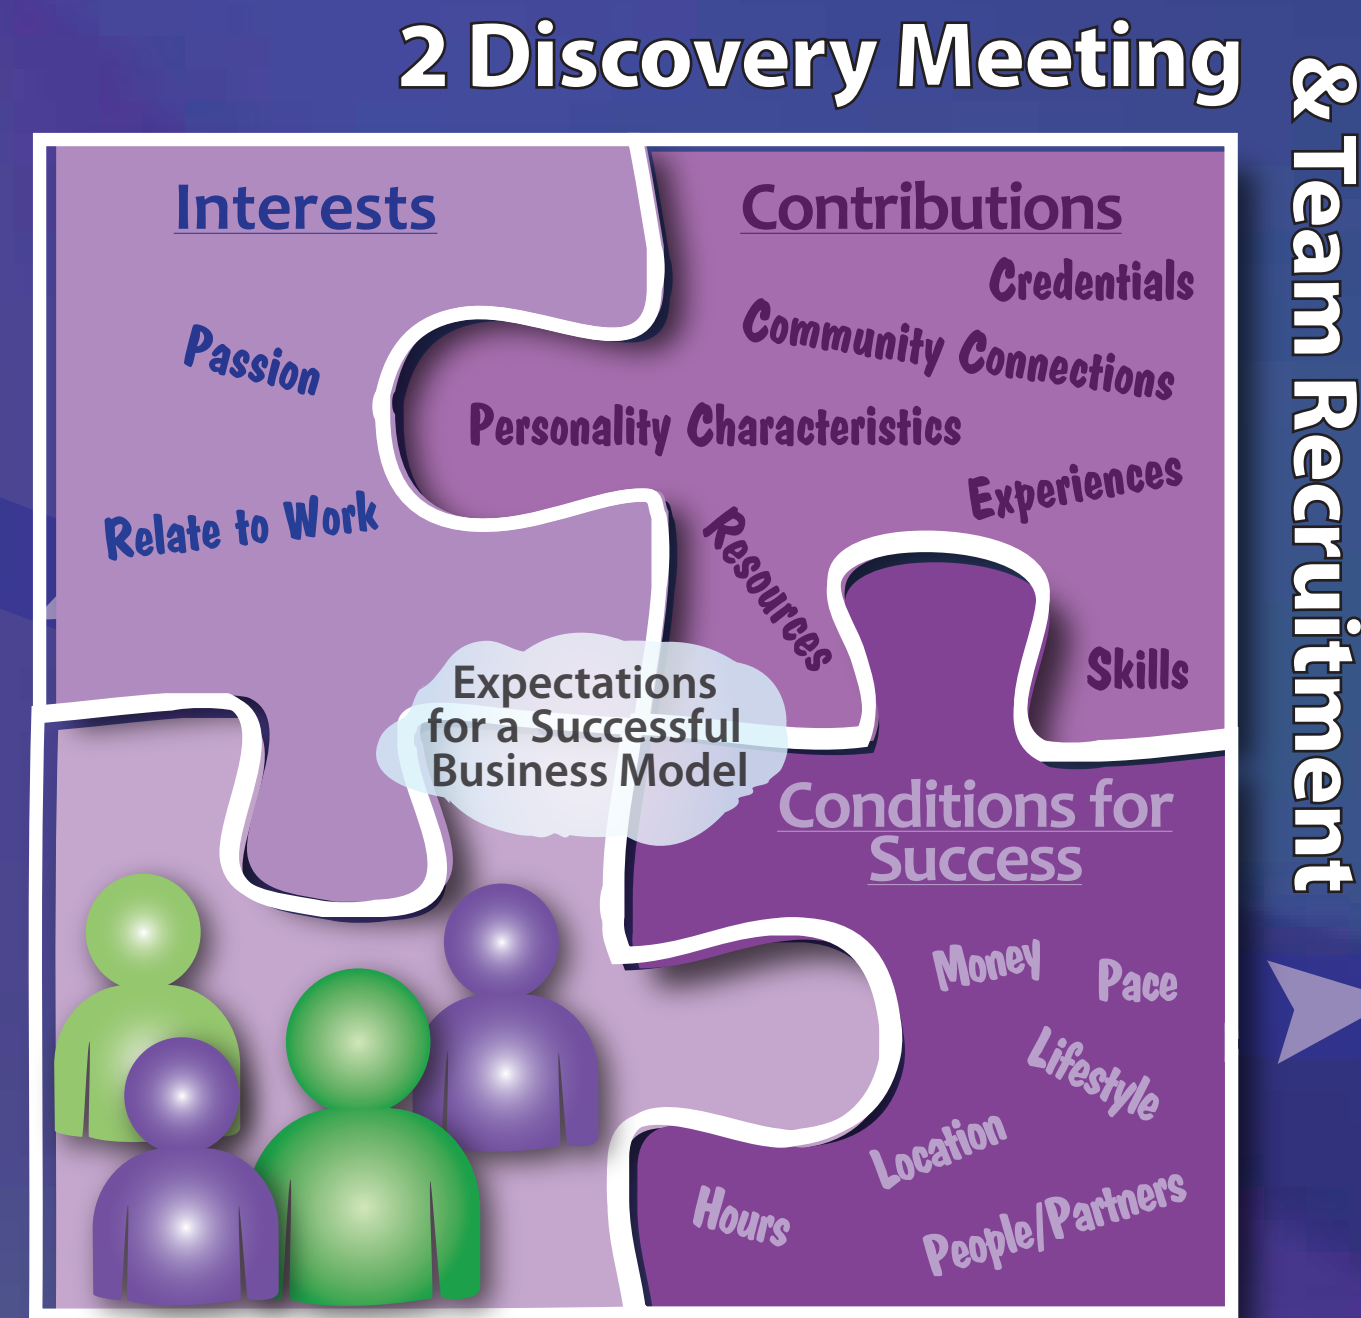 2 Discovery Meeting
& Team Recruitment
Interests
Passion
Relate to Work
Contributions
Credentials
Community Connections
Personality Characteristics
Experiences
Resources
Skills
Expectations
for a Successful
Business Model
Conditions for
Success
Money
Pace
Lifestyle
Location
Hours
People/Partners